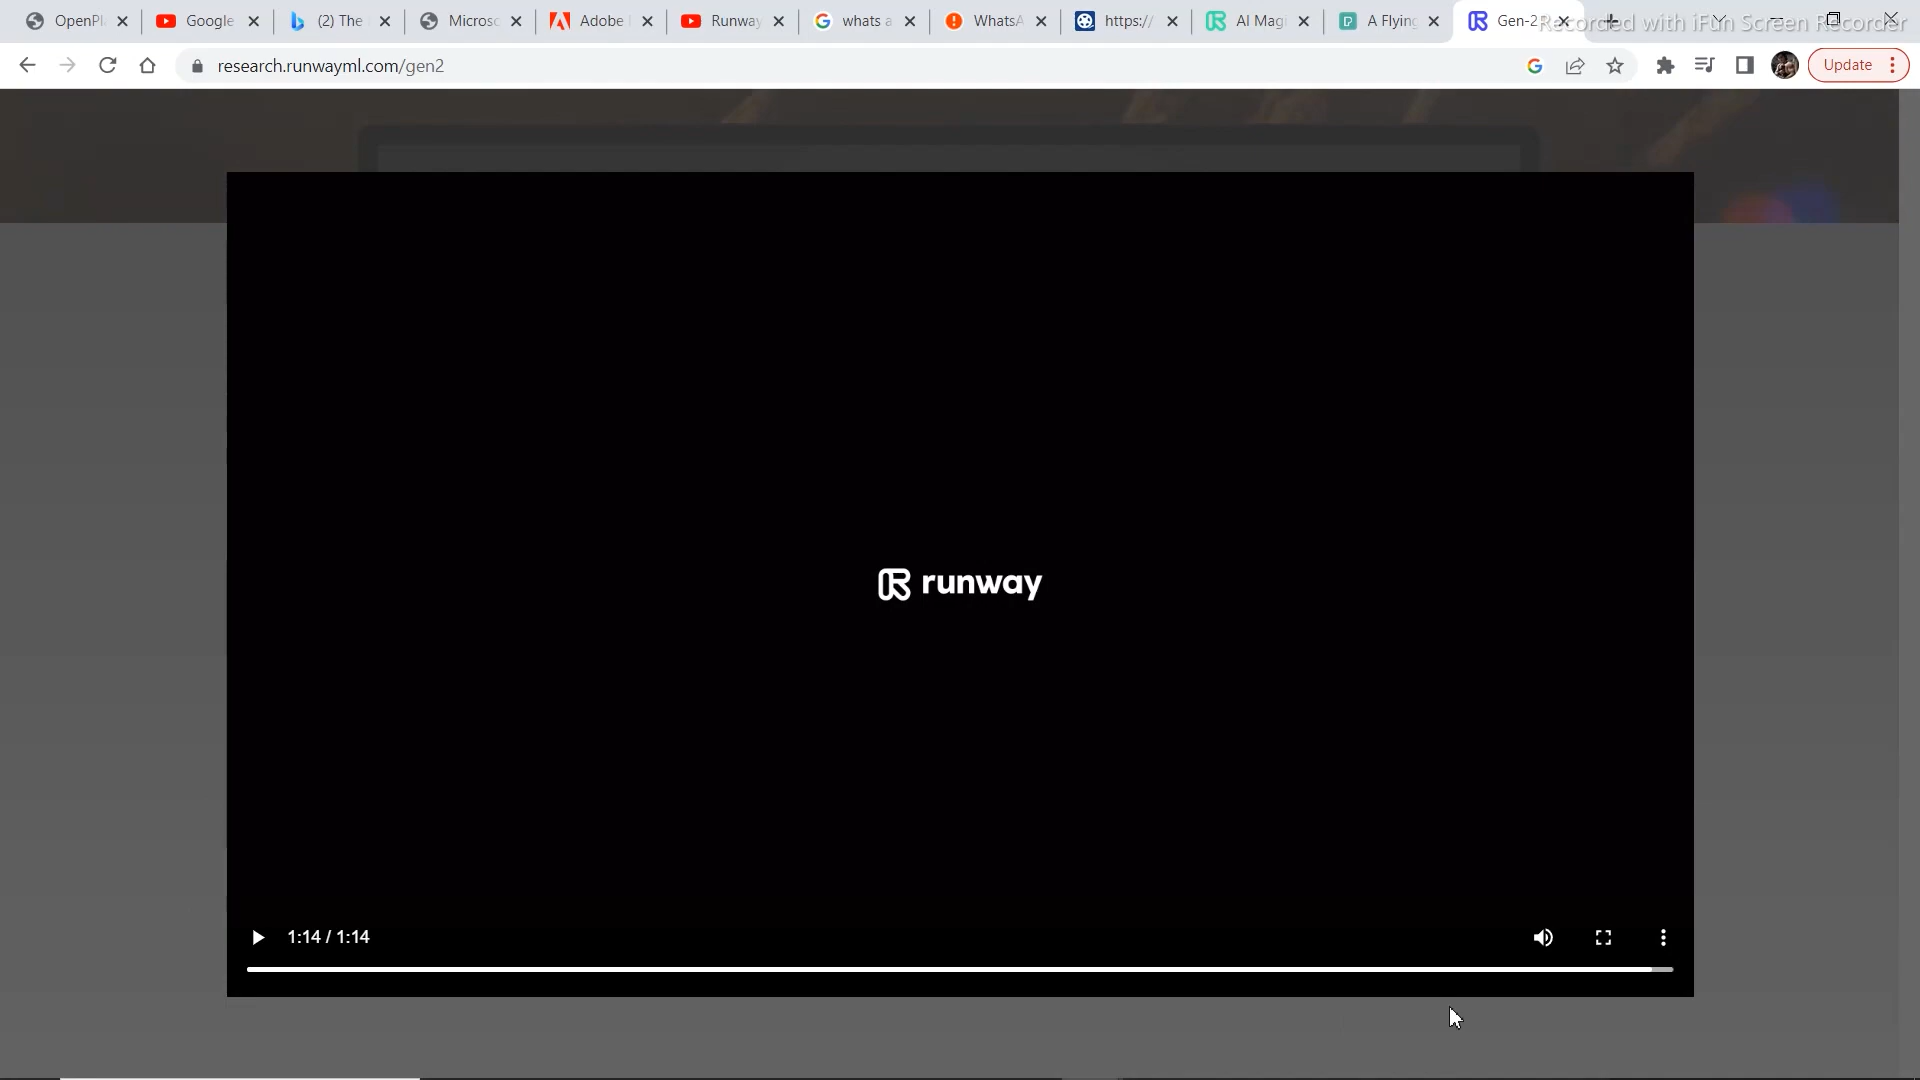 OpenPl Google (2) The Microsc Adobe Runway whats a WhatsA https:// AI Magi A Flying Gen-2
Recorded with iFun Screen Recorder
research.runwayml.com/gen2
Update
runway
1:14 / 1:14